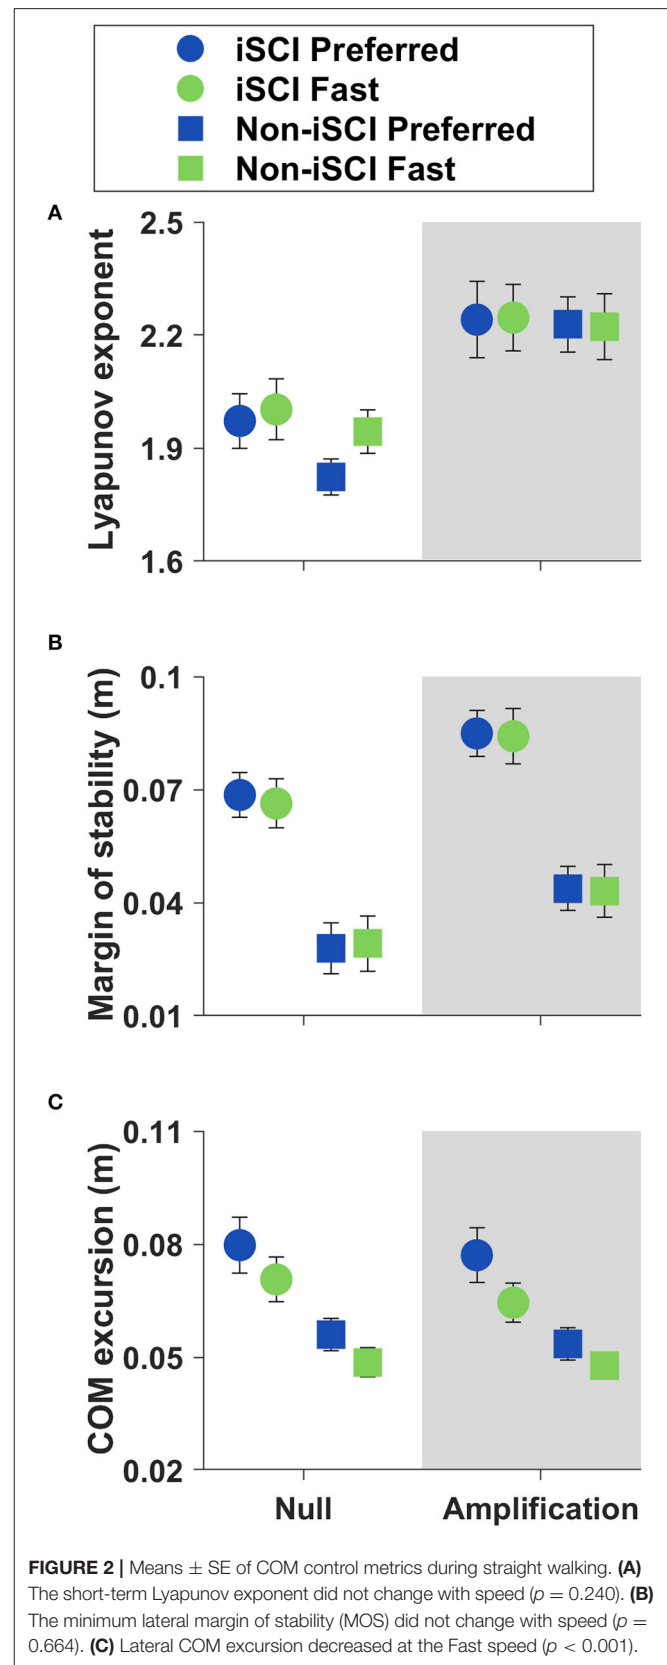 iSCI Preferred
iSCI Fast
Non-iSCI Preferred
Non-iSCI Fast
A
Lyapunov exponent
2.5
2.2
1.9
1.6
B
Margin of stability (m)
0.1
0.07
0.04
0.01
C
COM excursion (m)
0.11
0.08
0.05
0.02
Null Amplification
FIGURE 2 | Means ± SE of COM control metrics during straight walking. (A)
The short-term Lyapunov exponent did not change with speed (p = 0.240). (B)
The minimum lateral margin of stability (MOS) did not change with speed (p =
0.664). (C) Lateral COM excursion decreased at the Fast speed (p < 0.001).